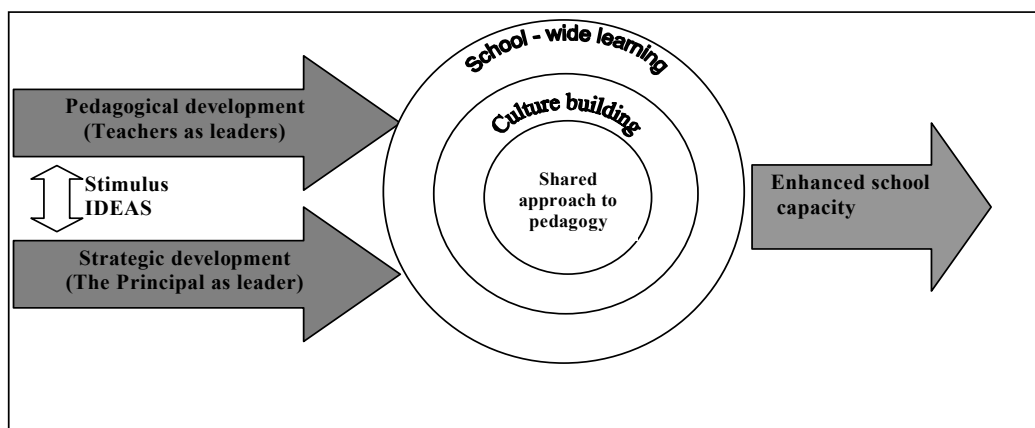 School - wide learning
Pedagogical development
(Teachers as leaders)
Culture building
Stimulus
IDEAS
Shared
approach to
pedagogy
Enhanced school
capacity
Strategic development
(The Principal as leader)